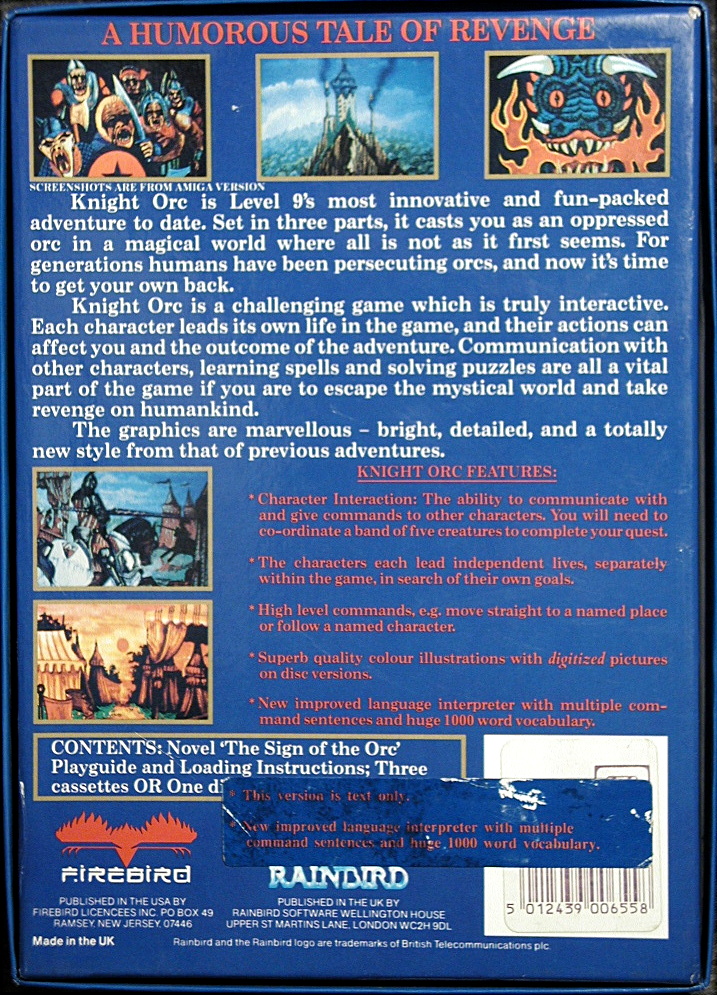 A HUMOROUS TALE OF REVENGE
SCREENSHOTS ARE FROM AMIGA VERSION
Knight Orc is Level 9's most innovative and fun-packed
adventure to date. Set in three parts, it casts you as an oppressed
orc in a magical world where all is not as it first seems. For
generations humans have been persecuting orcs, and now it's time
to get your own back.
Knight Orc is a challenging game which is truly interactive.
Each character leads its own life in the game, and their actions can
affect you and the outcome of the adventure. Communication with
other characters, learning spells and solving puzzles are all a vital
part of the game if you are to escape the mystical world and take
revenge on humankind.
The graphics are marvellous – bright, detailed, and a totally
new style from that of previous adventures.
KNIGHT ORC FEATURES:
* Character Interaction: The ability to communicate with
and give commands to other characters. You will need to
co-ordinate a band of five creatures to complete your quest.
* The characters each lead independent lives, separately
within the game, in search of their own goals.
* High level commands, e.g. move straight to a named place
or follow a named character.
* Superb quality colour illustrations with digitized pictures
on disc versions.
* New improved language interpreter with multiple com-
mand sentences and huge 1000 word vocabulary.
CONTENTS: Novel 'The Sign of the Orc'
Playguide and Loading Instructions; Three
cassettes OR One di
* This version is text only.
* New improved language interpreter with multiple
command sentences and huge 1000 word vocabulary.
FIREBIRD
RAINBIRD
PUBLISHED IN THE USA BY
FIREBIRD LICENCEES INC. PO BOX 49
RAMSEY, NEW JERSEY, 07446
PUBLISHED IN THE UK BY
RAINBIRD SOFTWARE WELLINGTON HOUSE
UPPER ST MARTINS LANE, LONDON WC2H 9DL
5 012439 006558
Made in the UK
Rainbird and the Rainbird logo are trademarks of British Telecommunications plc.